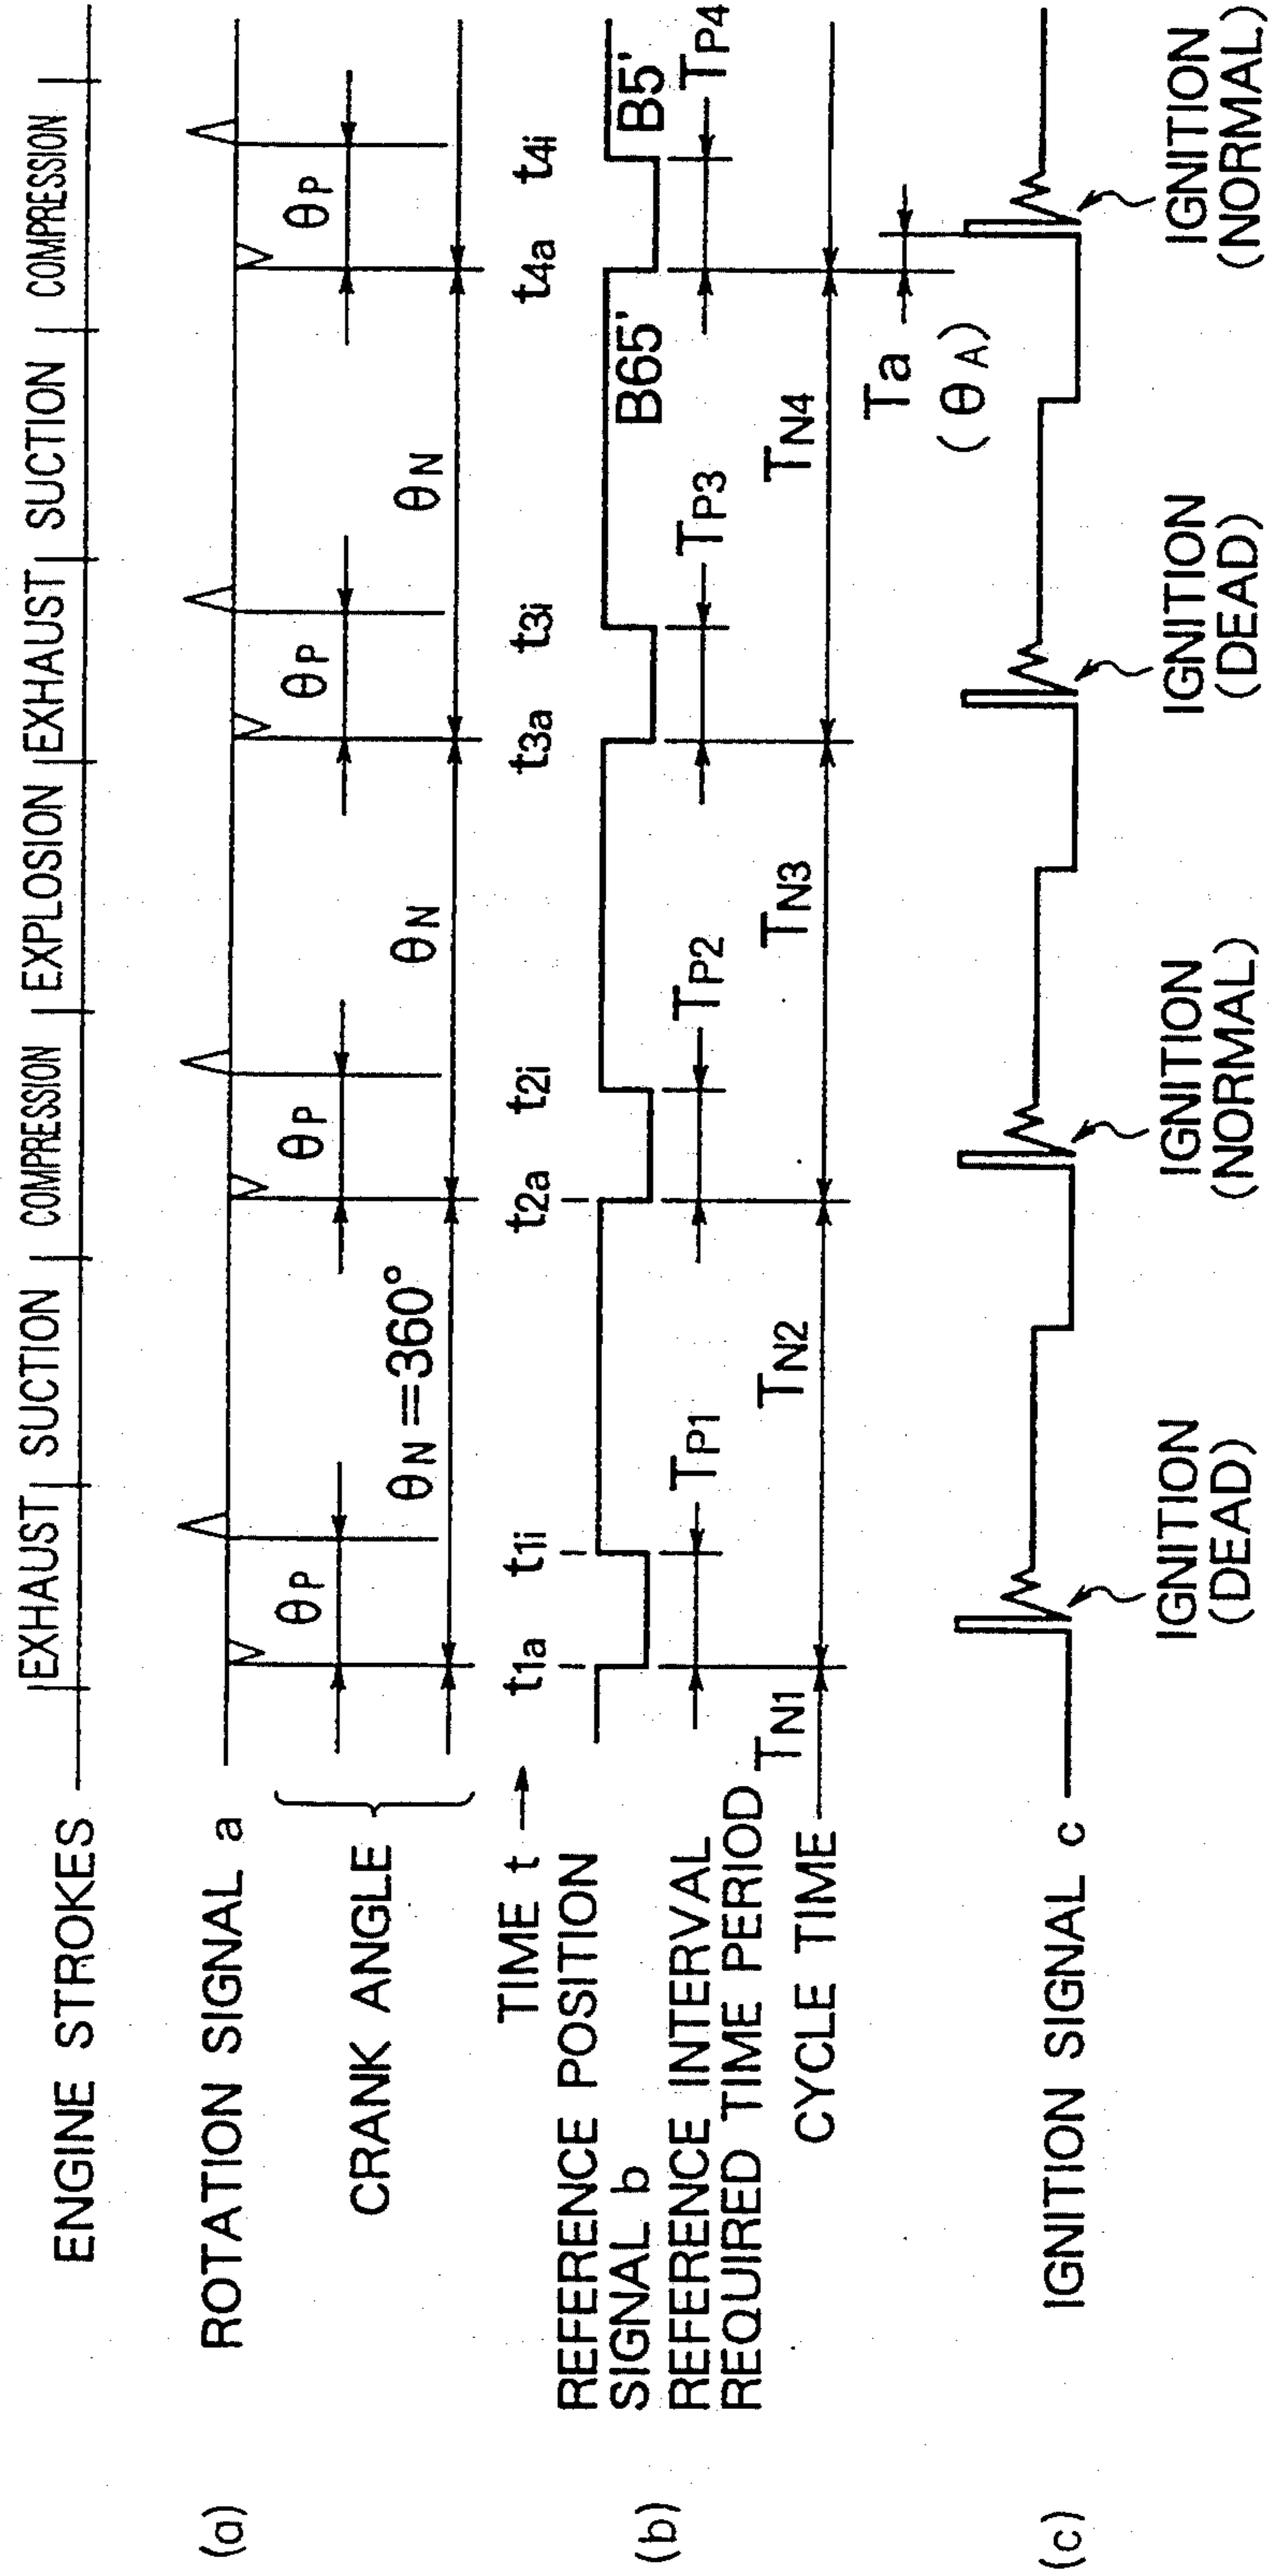 ENGINE STROKES
EXHAUST SUCTION COMPRESSION EXPLOSION EXHAUST SUCTION COMPRESSION
(a) ROTATION SIGNAL a
CRANK ANGLE
θP θP θP θP
θN=360° θN θN
TIME t → t1a t1i t2a t2i t3a t3i t4a t4i
(b) REFERENCE POSITION
SIGNAL b
B65' B5'
REFERENCE INTERVAL
REQUIRED TIME PERIOD
TP1 TP2 TP3 TP4
CYCLE TIME
TN1 TN2 TN3 TN4
Ta
(θA)
(c) IGNITION SIGNAL c
IGNITION
(DEAD)
IGNITION
(NORMAL)
IGNITION
(DEAD)
IGNITION
(NORMAL)